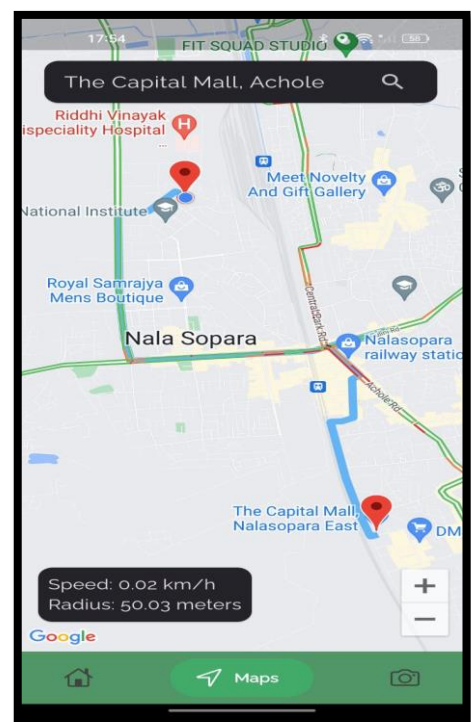 17:54
50
FIT SQUAD STUDIO
The Capital Mall, Achole
Riddhi Vinayak
ispeciality Hospital
...
Meet Novelty
And Gift Gallery
National Institute
Royal Samrajya
Mens Boutique
Central Park Rd
Nala Sopara
Nalasopara
railway static
Achole Rd
The Capital Mall,
Nalasopara East
DM
Speed: 0.02 km/h
Radius: 50.03 meters
+
−
Google
Maps